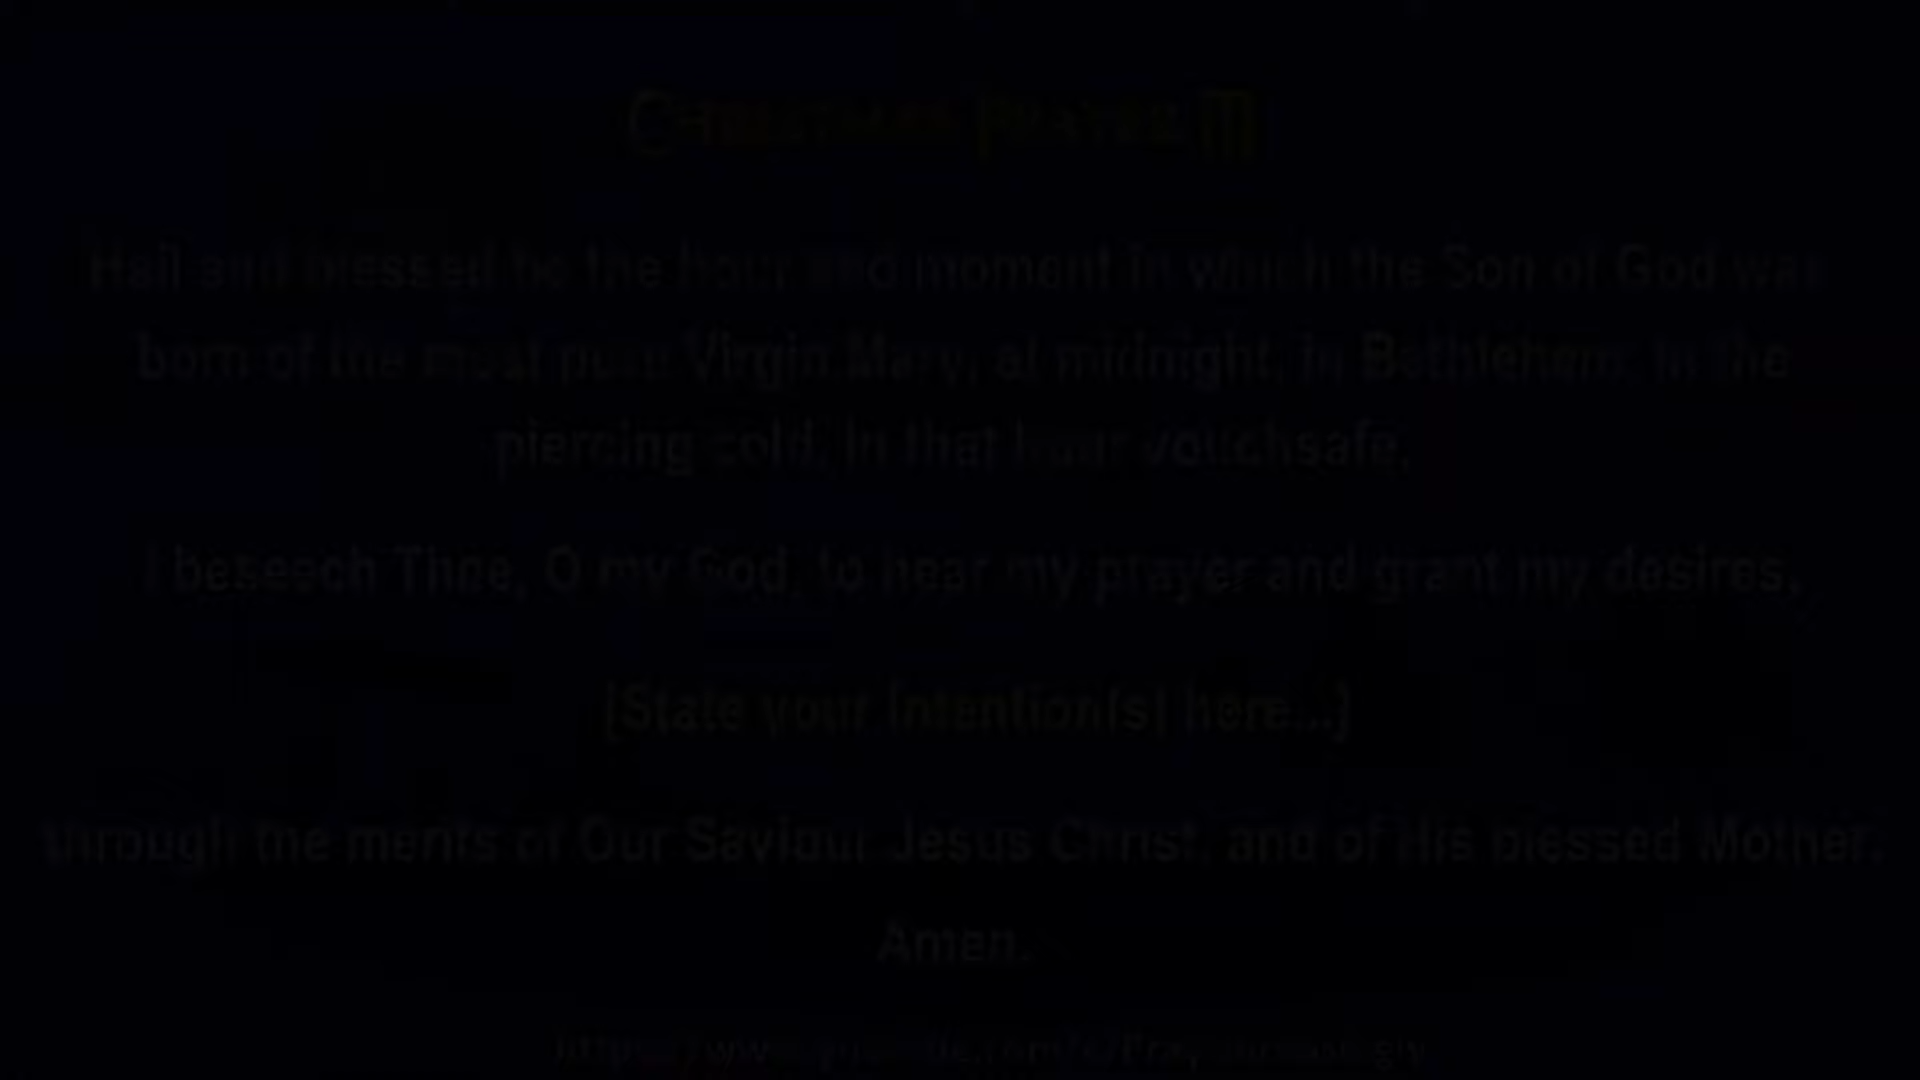 Christmas Prayer III
Hail and blessed be the hour and moment in which the Son of God was
born of the most pure Virgin Mary, at midnight, in Bethlehem, in the
piercing cold. In that hour vouchsafe,
I beseech Thee, O my God, to hear my prayer and grant my desires,
[State your intention(s) here...]
through the merits of Our Saviour Jesus Christ, and of His blessed Mother.
Amen.